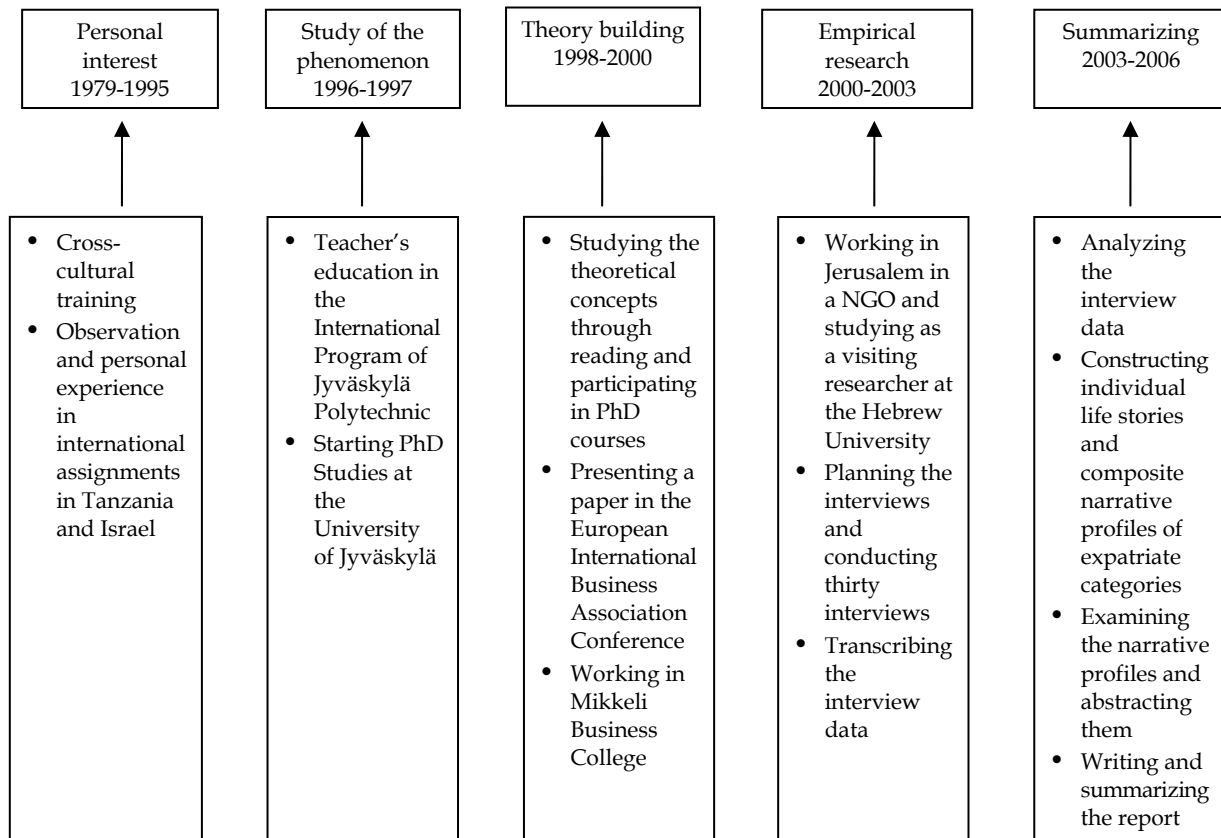 Personal
interest
1979-1995
Study of the
phenomenon
1996-1997
Theory building
1998-2000
Empirical
research
2000-2003
Summarizing
2003-2006
• Cross-
cultural
training
• Observation
and personal
experience
in
international
assignments
in Tanzania
and Israel
• Teacher’s
education in
the
International
Program of
Jyväskylä
Polytechnic
• Starting PhD
Studies at
the
University
of Jyväskylä
• Studying the
theoretical
concepts
through
reading and
participating
in PhD
courses
• Presenting a
paper in the
European
International
Business
Association
Conference
• Working in
Mikkeli
Business
College
• Working in
Jerusalem in
a NGO and
studying as
a visiting
researcher at
the Hebrew
University
• Planning the
interviews
and
conducting
thirty
interviews
• Transcribing
the
interview
data
• Analyzing
the
interview
data
• Constructing
individual
life stories
and
composite
narrative
profiles of
expatriate
categories
• Examining
the narrative
profiles and
abstracting
them
• Writing and
summarizing
the report